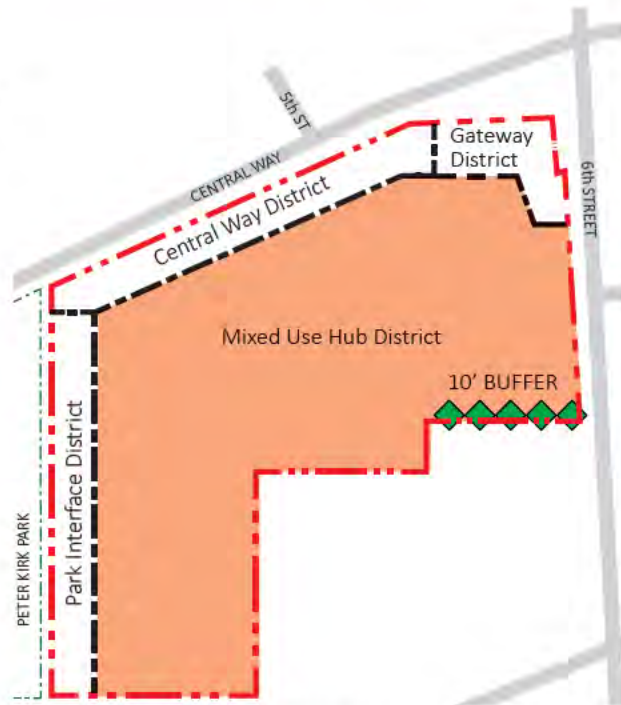 5th ST
CENTRAL WAY
Gateway
District
6th STREET
Central Way District
Mixed Use Hub District
10' BUFFER
Park Interface District
PETER KIRK PARK